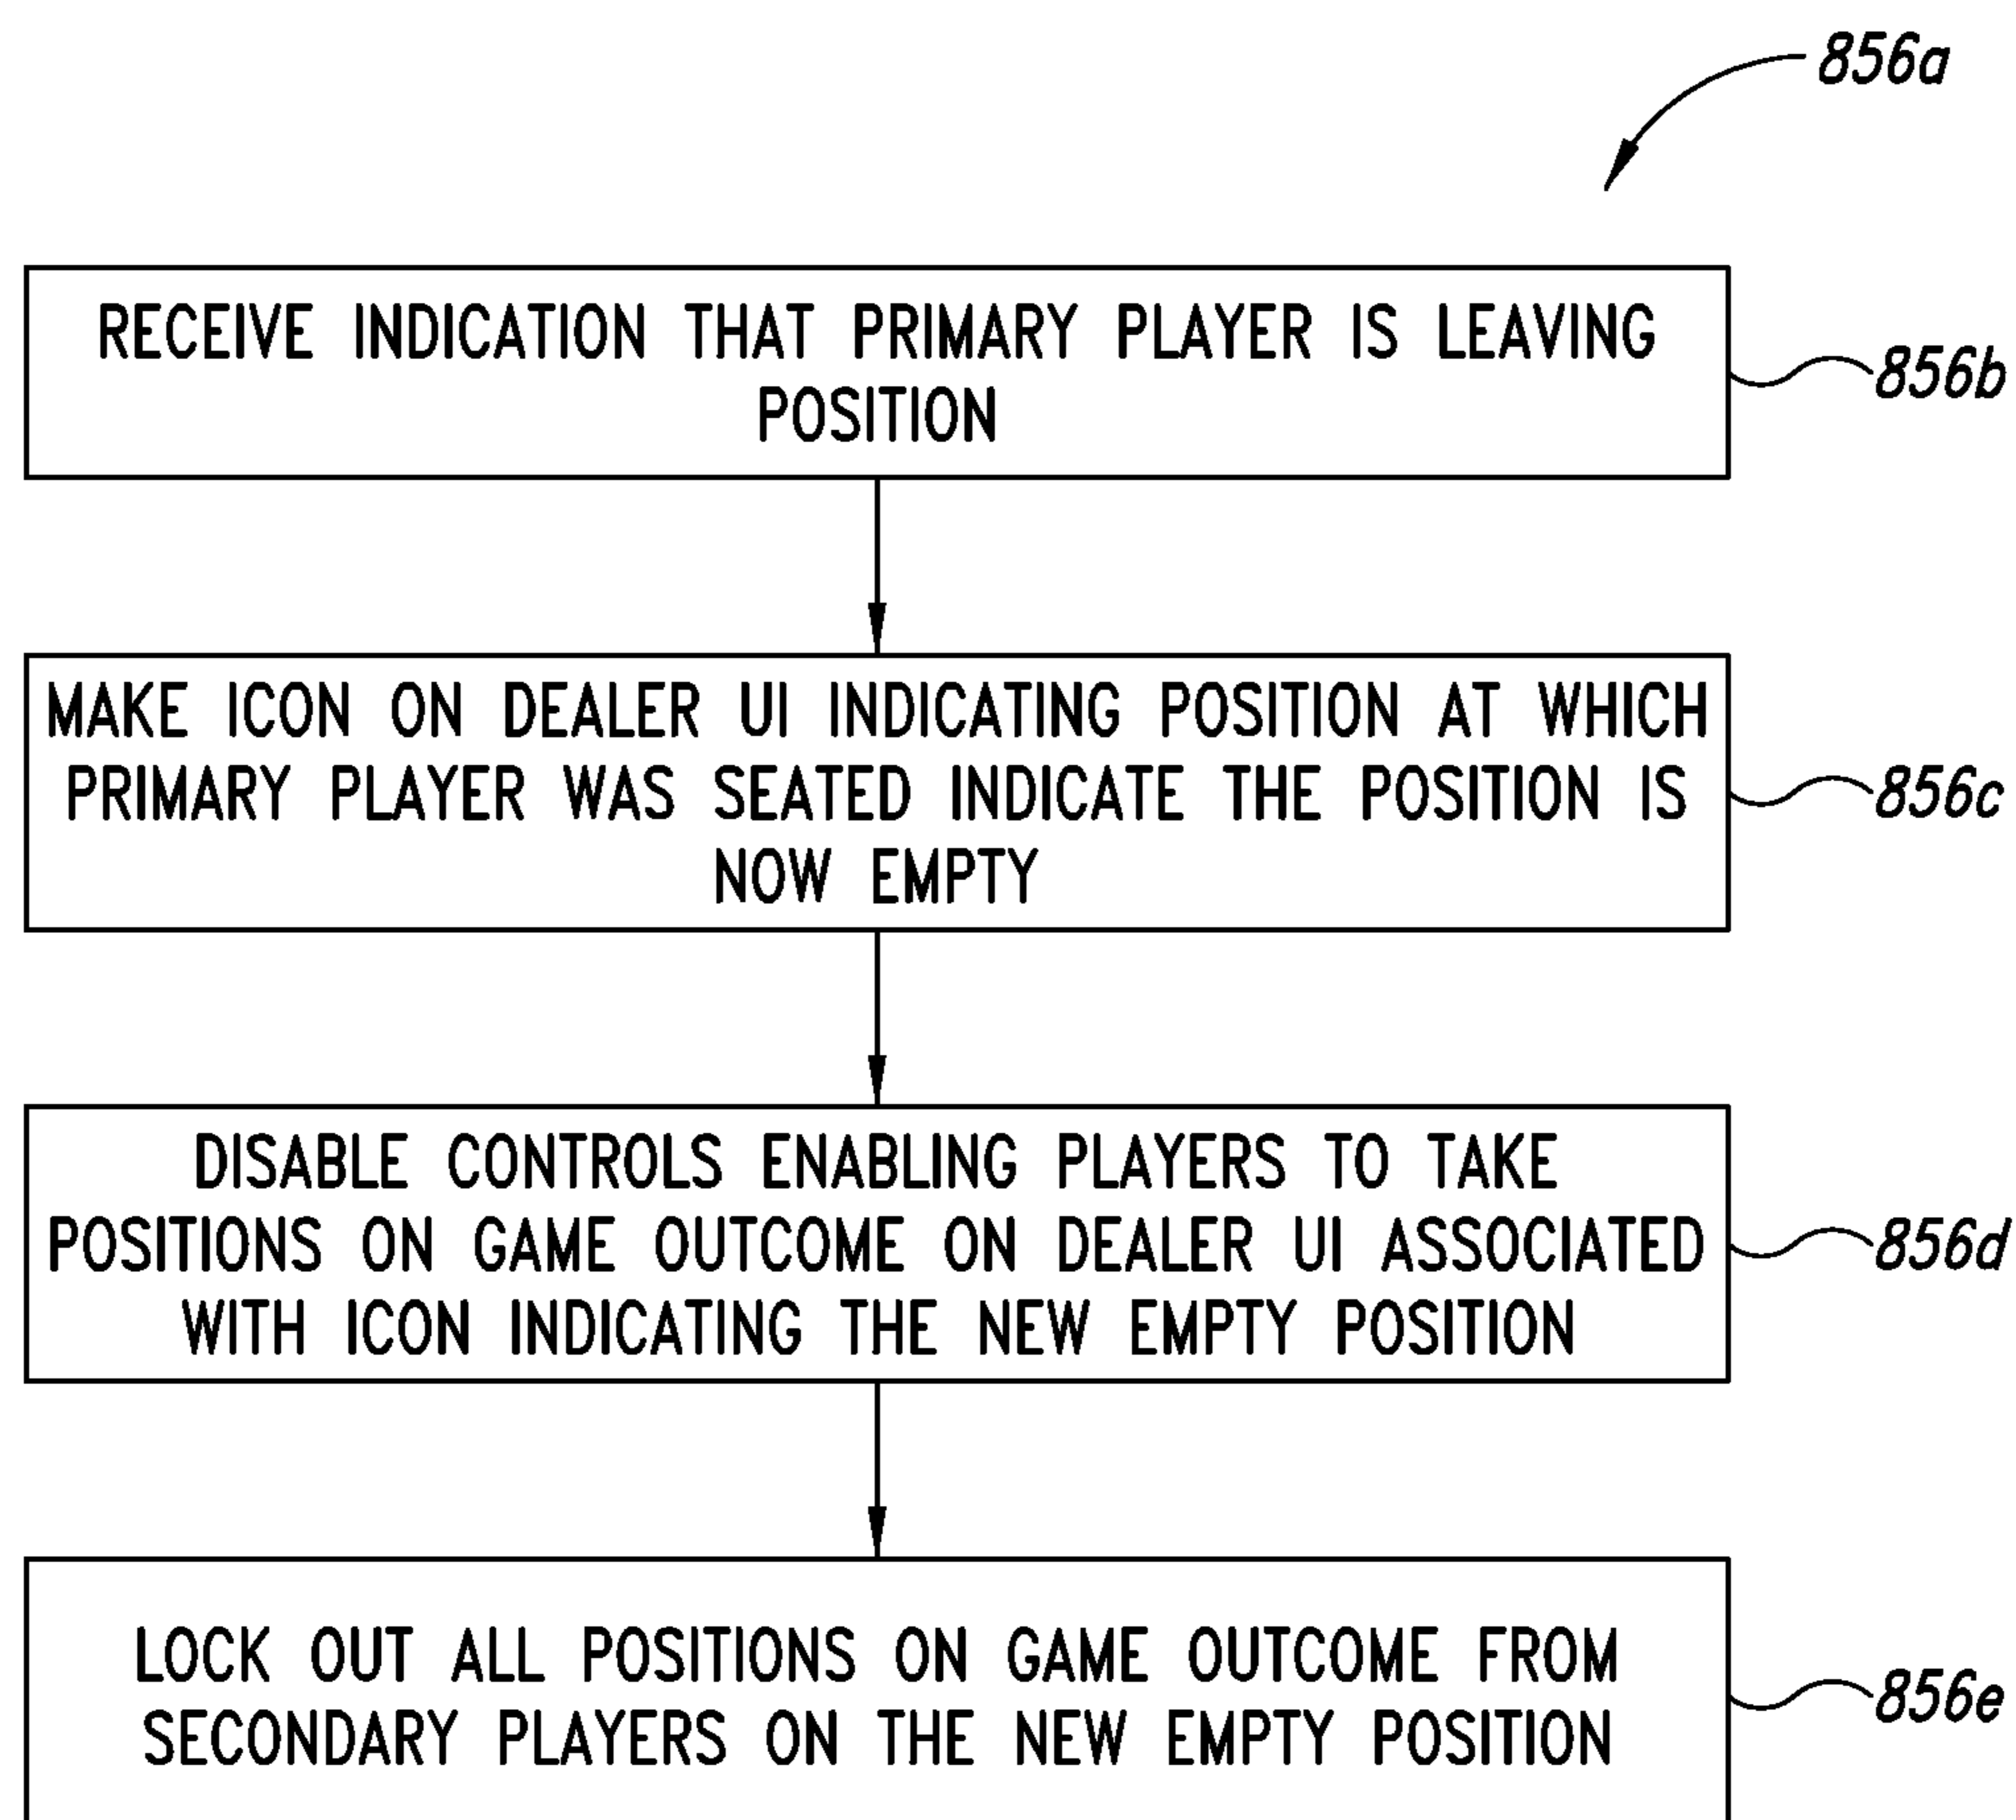 856a
RECEIVE INDICATION THAT PRIMARY PLAYER IS LEAVING
POSITION
856b
MAKE ICON ON DEALER UI INDICATING POSITION AT WHICH
PRIMARY PLAYER WAS SEATED INDICATE THE POSITION IS
NOW EMPTY
856c
DISABLE CONTROLS ENABLING PLAYERS TO TAKE
POSITIONS ON GAME OUTCOME ON DEALER UI ASSOCIATED
WITH ICON INDICATING THE NEW EMPTY POSITION
856d
LOCK OUT ALL POSITIONS ON GAME OUTCOME FROM
SECONDARY PLAYERS ON THE NEW EMPTY POSITION
856e